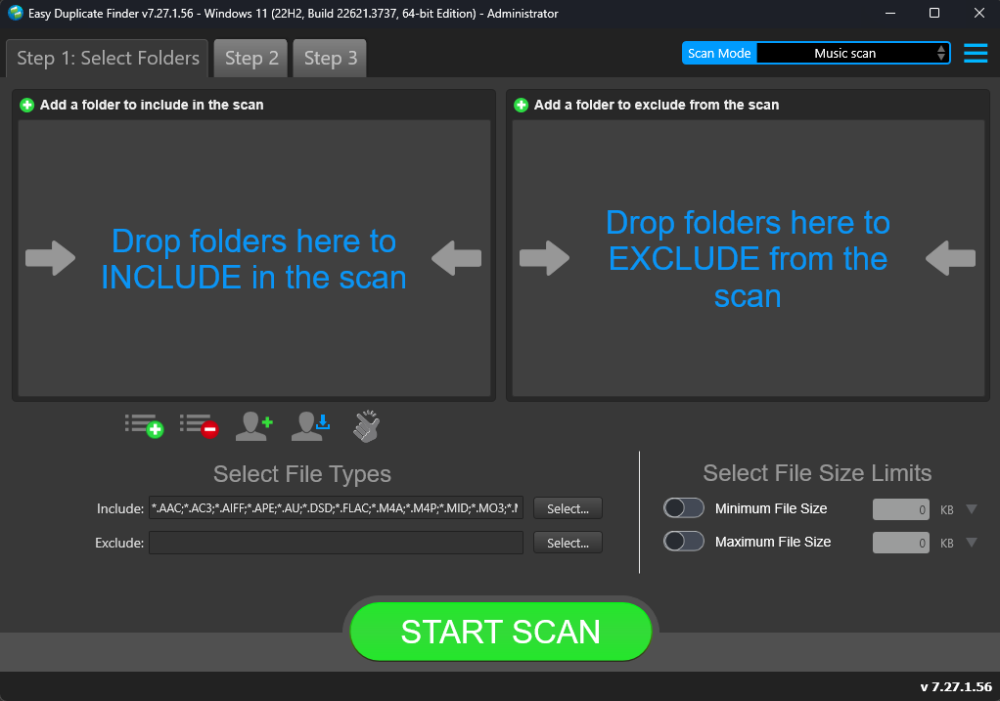 Easy Duplicate Finder v7.27.1.56 - Windows 11 (22H2, Build 22621.3737, 64-bit Edition) - Administrator
Step 1: Select Folders
Step 2
Step 3
Scan Mode
Music scan
Add a folder to include in the scan
Drop folders here to
INCLUDE in the scan
Add a folder to exclude from the scan
Drop folders here to
EXCLUDE from the
scan
Select File Types
Include: *.AAC;*.AC3;*.AIFF;*.APE;*.AU;*.DSD;*.FLAC;*.M4A;*.M4P;*.MID;*.MO3;*. Select...
Exclude: Select...
Select File Size Limits
Minimum File Size 0 KB
Maximum File Size 0 KB
START SCAN
v 7.27.1.56